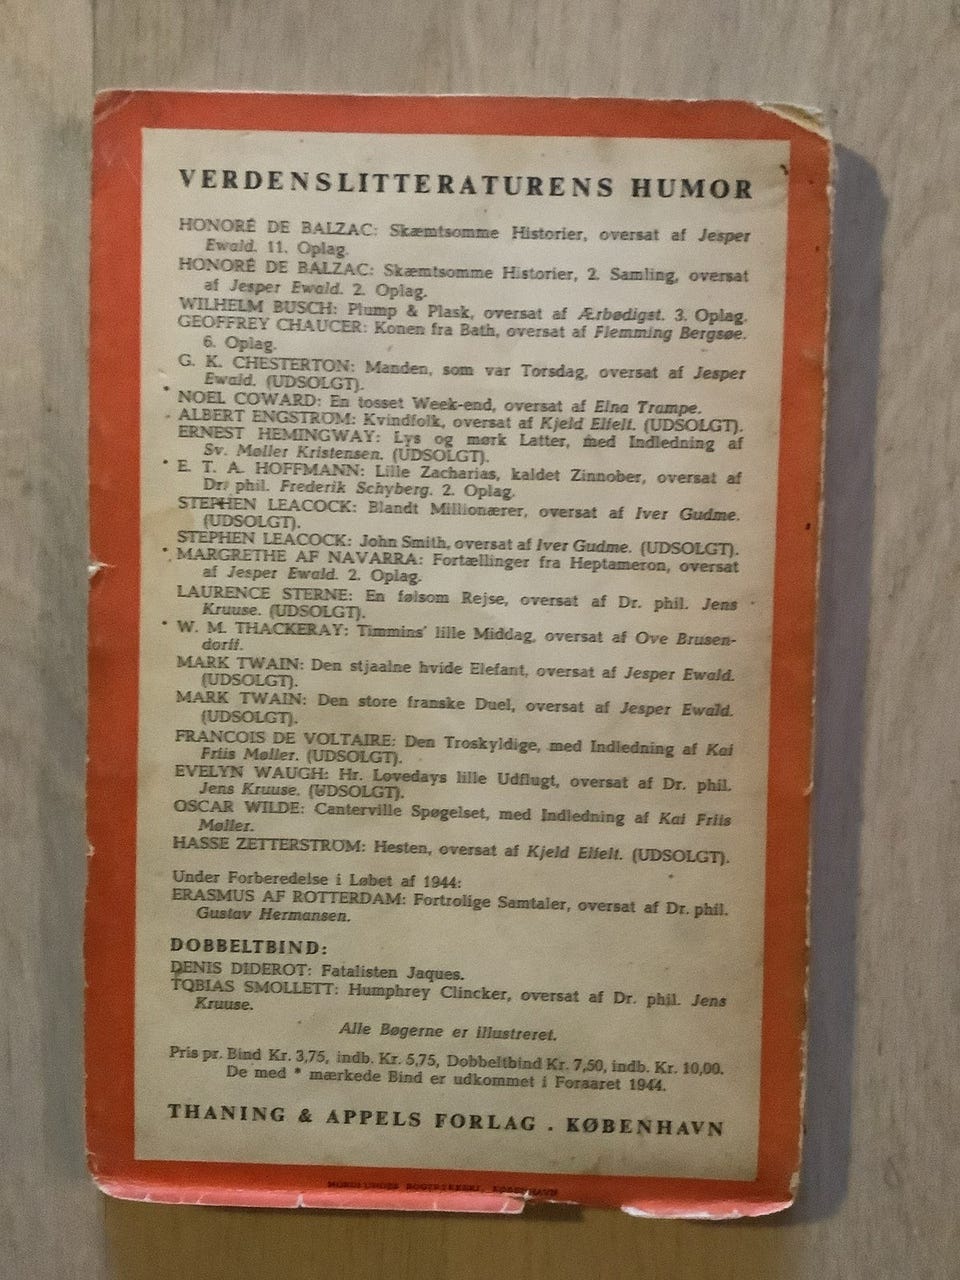 VERDENSLITTERATURENS HUMOR
HONORÉ DE BALZAC: Skæmtsomme Historier, oversat af Jesper
Ewald. 11. Oplag.
HONORÉ DE BALZAC: Skæmtsomme Historier, 2. Samling, oversat
af Jesper Ewald. 2. Oplag.
WILHELM BUSCH: Plump & Plask, oversat af Ærbødigst. 3. Oplag.
GEOFFREY CHAUCER: Konen fra Bath, oversat af Flemming Bergsøe.
6. Oplag.
G. K. CHESTERTON: Manden, som var Torsdag, oversat af Jesper
Ewald. (UDSOLGT).
* NOEL COWARD: En tosset Week-end, oversat af Elna Trampe.
ALBERT ENGSTROM: Kvindfolk, oversat af Kjeld Elfelt. (UDSOLGT).
ERNEST HEMINGWAY: Lys og mørk Latter, med Indledning af
Sv. Møller Kristensen. (UDSOLGT).
* E. T. A. HOFFMANN: Lille Zacharias, kaldet Zinnober, oversat af
Dr. phil. Frederik Schyberg. 2. Oplag.
STEPHEN LEACOCK: Blandt Millionærer, oversat af Iver Gudme.
(UDSOLGT).
STEPHEN LEACOCK: John Smith, oversat af Iver Gudme. (UDSOLGT).
* MARGRETHE AF NAVARRA: Fortællinger fra Heptameron, oversat
af Jesper Ewald. 2. Oplag.
LAURENCE STERNE: En følsom Rejse, oversat af Dr. phil. Jens
Kruuse. (UDSOLGT).
* W. M. THACKERAY: Timmins' lille Middag, oversat af Ove Brusen-
dorff.
MARK TWAIN: Den stjaalne hvide Elefant, oversat af Jesper Ewald.
(UDSOLGT).
MARK TWAIN: Den store franske Duel, oversat af Jesper Ewald.
(UDSOLGT).
FRANCOIS DE VOLTAIRE: Den Troskyldige, med Indledning af Kai
Friis Møller. (UDSOLGT).
EVELYN WAUGH: Hr. Lovedays lille Udflugt, oversat af Dr. phil.
Jens Kruuse. (UDSOLGT).
OSCAR WILDE: Canterville Spøgelset, med Indledning af Kai Friis
Møller.
HASSE ZETTERSTROM: Hesten, oversat af Kjeld Elfelt. (UDSOLGT).
Under Forberedelse i Løbet af 1944:
ERASMUS AF ROTTERDAM: Fortrolige Samtaler, oversat af Dr. phil.
Gustav Hermansen.
DOBBELTBIND:
DENIS DIDEROT: Fatalisten Jaques.
TOBIAS SMOLLETT: Humphrey Clincker, oversat af Dr. phil. Jens
Kruuse.
Alle Bøgerne er illustreret.
Pris pr. Bind Kr. 3,75, indb. Kr. 5,75, Dobbeltbind Kr. 7,50, indb. Kr. 10,00.
De med * mærkede Bind er udkommet i Foraaret 1944.
THANING & APPELS FORLAG . KØBENHAVN
BOGTRYKKERI, KØBENHAVN